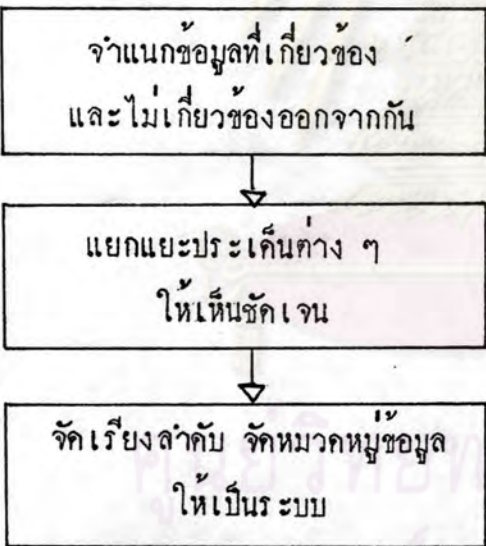 จำแนกข้อมูลที่เกี่ยวข้อง
และไม่เกี่ยวข้องออกจากกัน
แยกแยะประเด็นต่าง ๆ
ให้เห็นชัดเจน
จัดเรียงลำดับ จัดหมวดหมู่ข้อมูล
ให้เป็นระบบ